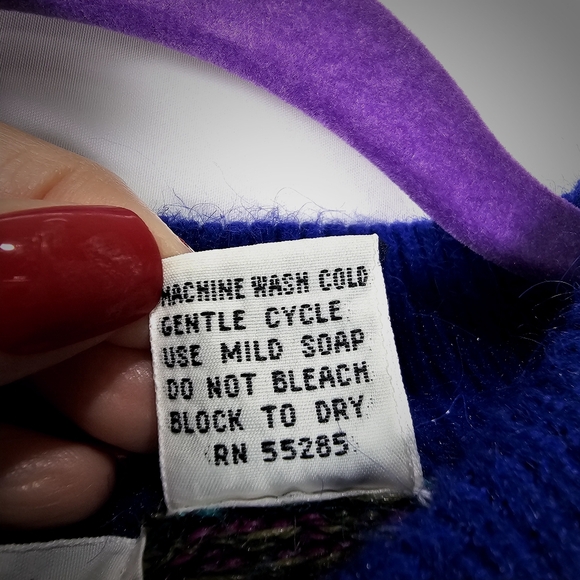 MACHINE WASH COLD
GENTLE CYCLE
USE MILD SOAP
DO NOT BLEACH
BLOCK TO DRY
RN 55285